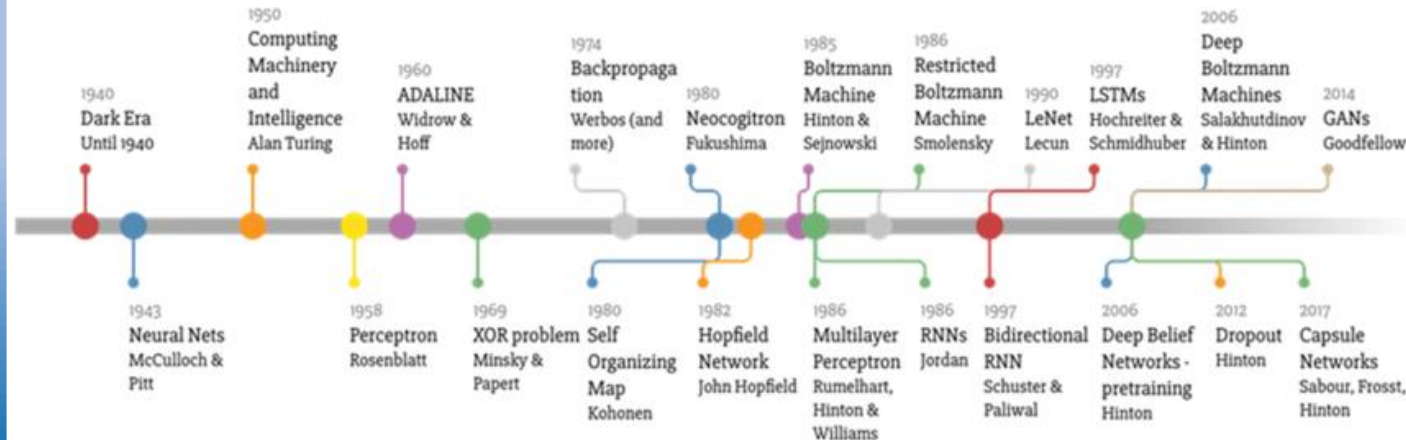 1940
Dark Era
Until 1940
1950
Computing
Machinery
and
Intelligence
Alan Turing
1960
ADALINE
Widrow &
Hoff
1974
Backpropaga
tion
Werbos (and
more)
1980
Neocogitron
Fukushima
1985
Boltzmann
Machine
Hinton &
Sejnowski
1986
Restricted
Boltzmann
Machine
Smolensky
1990
LeNet
Lecun
1997
LSTMs
Hochreiter &
Schmidhuber
2006
Deep
Boltzmann
Machines
Salakhutdinov
& Hinton
2014
GANs
Goodfellow
1943
Neural Nets
McCulloch &
Pitt
1958
Perceptron
Rosenblatt
1969
XOR problem
Minsky &
Papert
1980
Self
Organizing
Map
Kohonen
1982
Hopfield
Network
John Hopfield
1986
Multilayer
Perceptron
Rumelhart,
Hinton &
Williams
1986
RNNs
Jordan
1997
Bidirectional
RNN
Schuster &
Paliwal
2006
Deep Belief
Networks -
pretraining
Hinton
2012
Dropout
Hinton
2017
Capsule
Networks
Sabour, Frosst,
Hinton